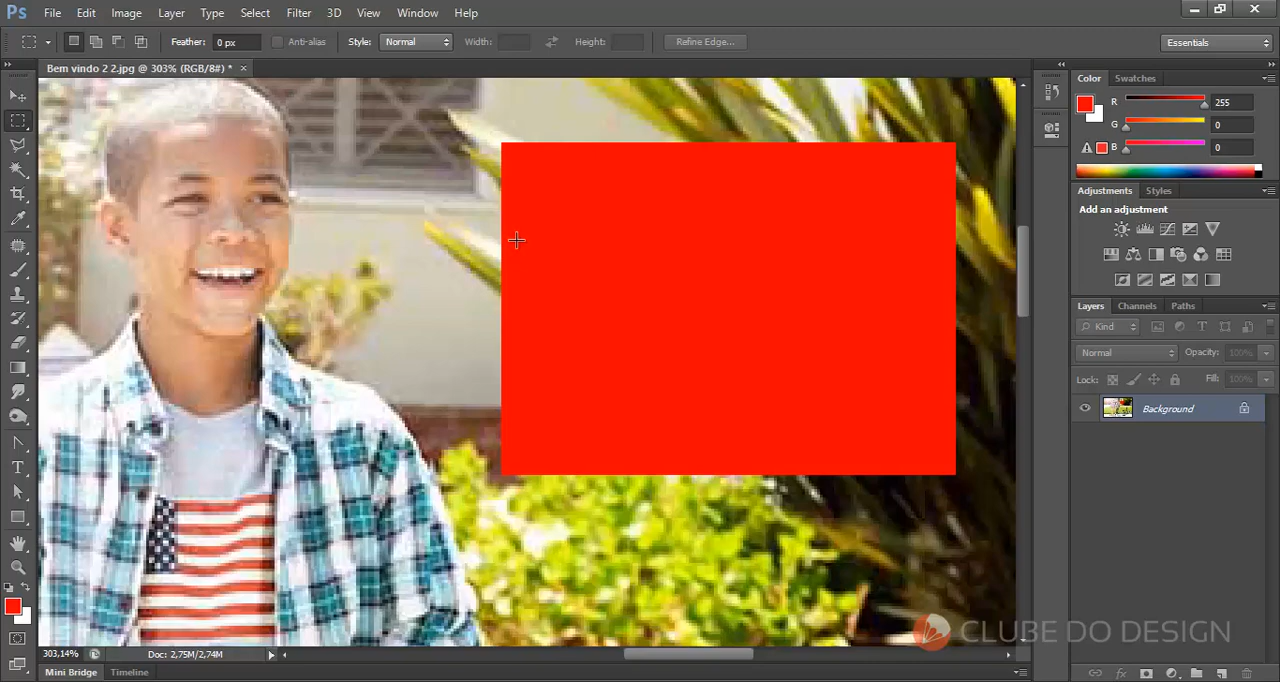 Ps File Edit Image Layer Type Select Filter 3D View Window Help
Feather: 0 px Anti-alias Style: Normal Width: Height: Refine Edge... Essentials
Bem vindo 2 2.jpg @ 303% (RGB/8#) * ×
Color Swatches
R 255
G 0
B 0
Adjustments Styles
Add an adjustment
Layers Channels Paths
Kind
Normal Opacity: 100%
Lock: Fill: 100%
Background
T
CLUBE DO DESIGN
303,14% Doc: 2,75M/2,74M
Mini Bridge Timeline